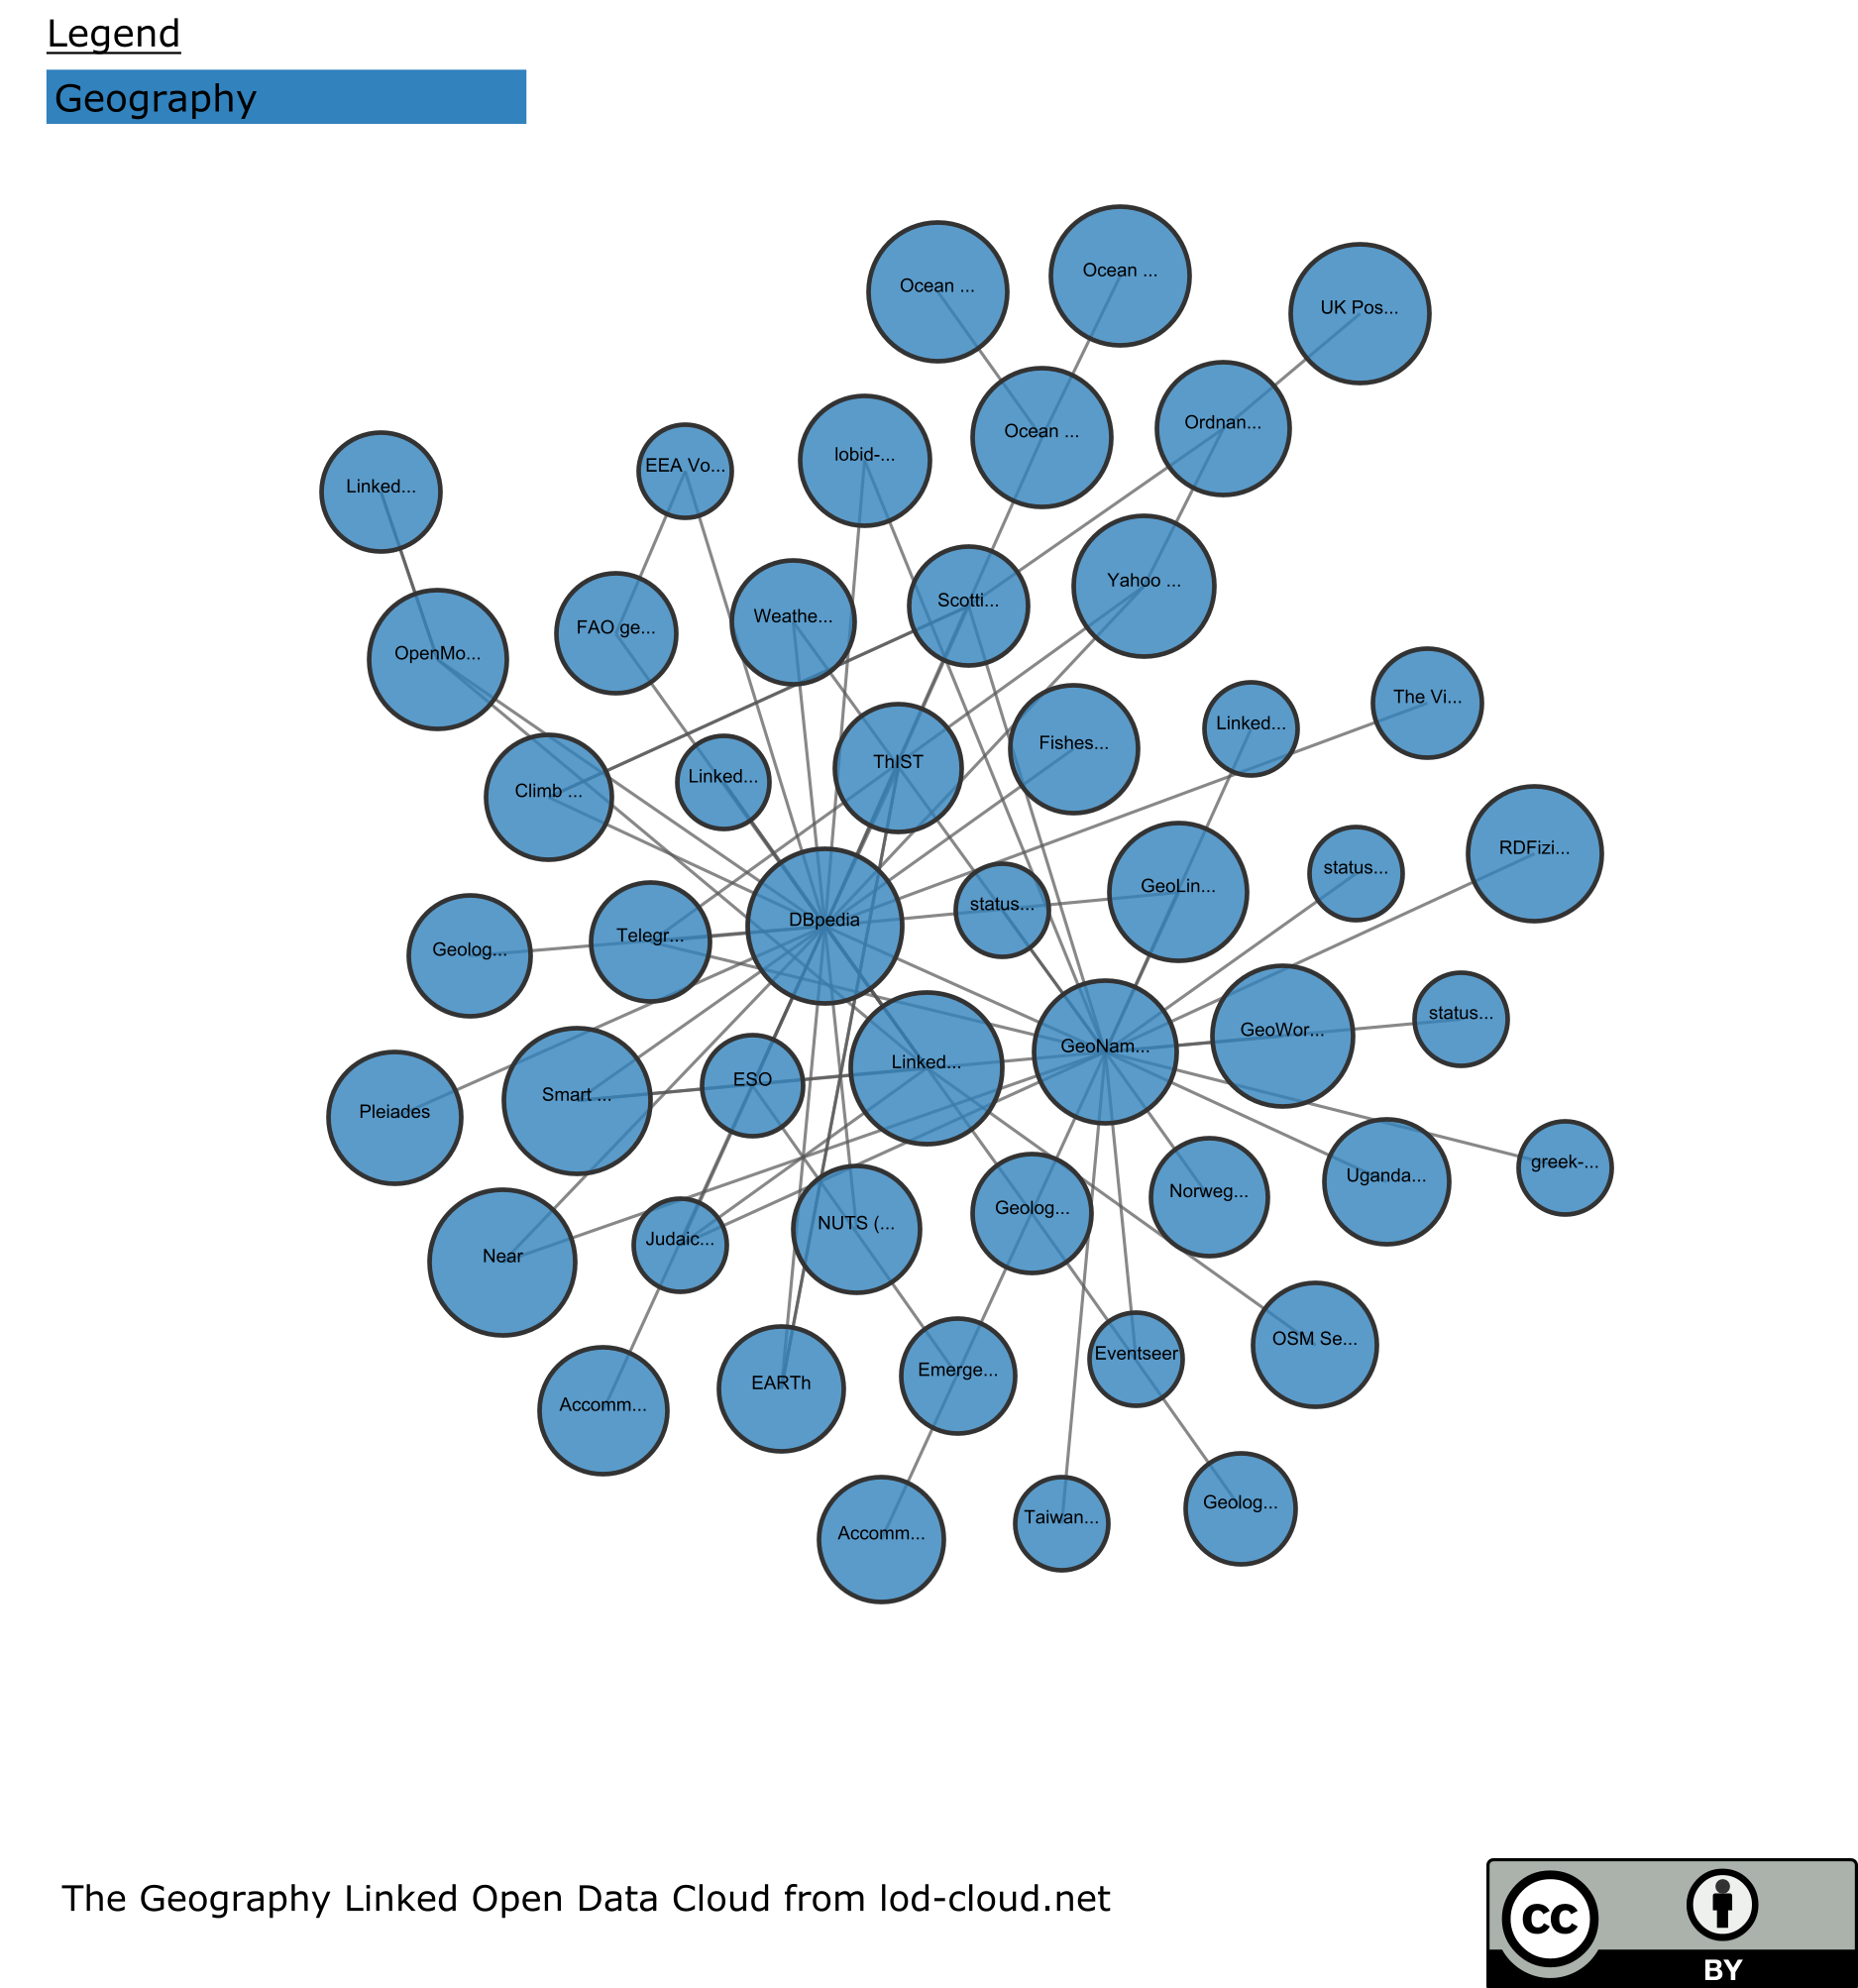 Legend
Geography
Ocean ...
Ocean ...
UK Pos...
Ordnan...
Ocean ...
lobid-...
EEA Vo...
Linked...
Yahoo ...
Scotti...
Weathe...
FAO ge...
OpenMo...
The Vi...
Linked...
Fishes...
ThIST
Linked...
Climb ...
RDFizi...
status...
GeoLin...
status...
DBpedia
Telegr...
Geolog...
status...
GeoWor...
GeoNam...
Linked...
ESO
Smart ...
Pleiades
greek-...
Uganda...
Norweg...
Geolog...
NUTS (...
Judaic...
Near
OSM Se...
Eventseer
Emerge...
EARTh
Accomm...
Geolog...
Taiwan...
Accomm...
The Geography Linked Open Data Cloud from lod-cloud.net
cc
BY